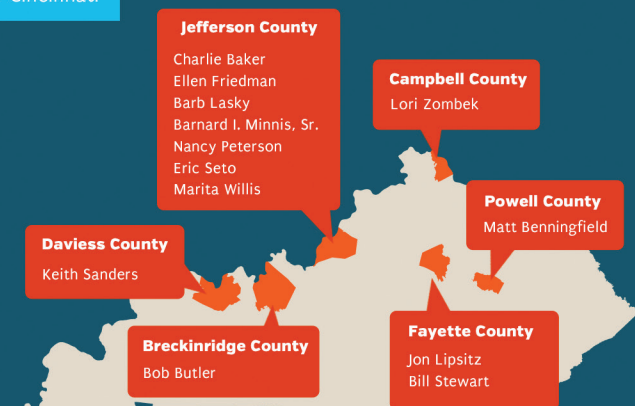 Cincinnati
Jefferson County
Charlie Baker
Ellen Friedman
Barb Lasky
Barnard I. Minnis, Sr.
Nancy Peterson
Eric Seto
Marita Willis
Campbell County
Lori Zombek
Powell County
Matt Benningfield
Daviess County
Keith Sanders
Breckinridge County
Bob Butler
Fayette County
Jon Lipsitz
Bill Stewart